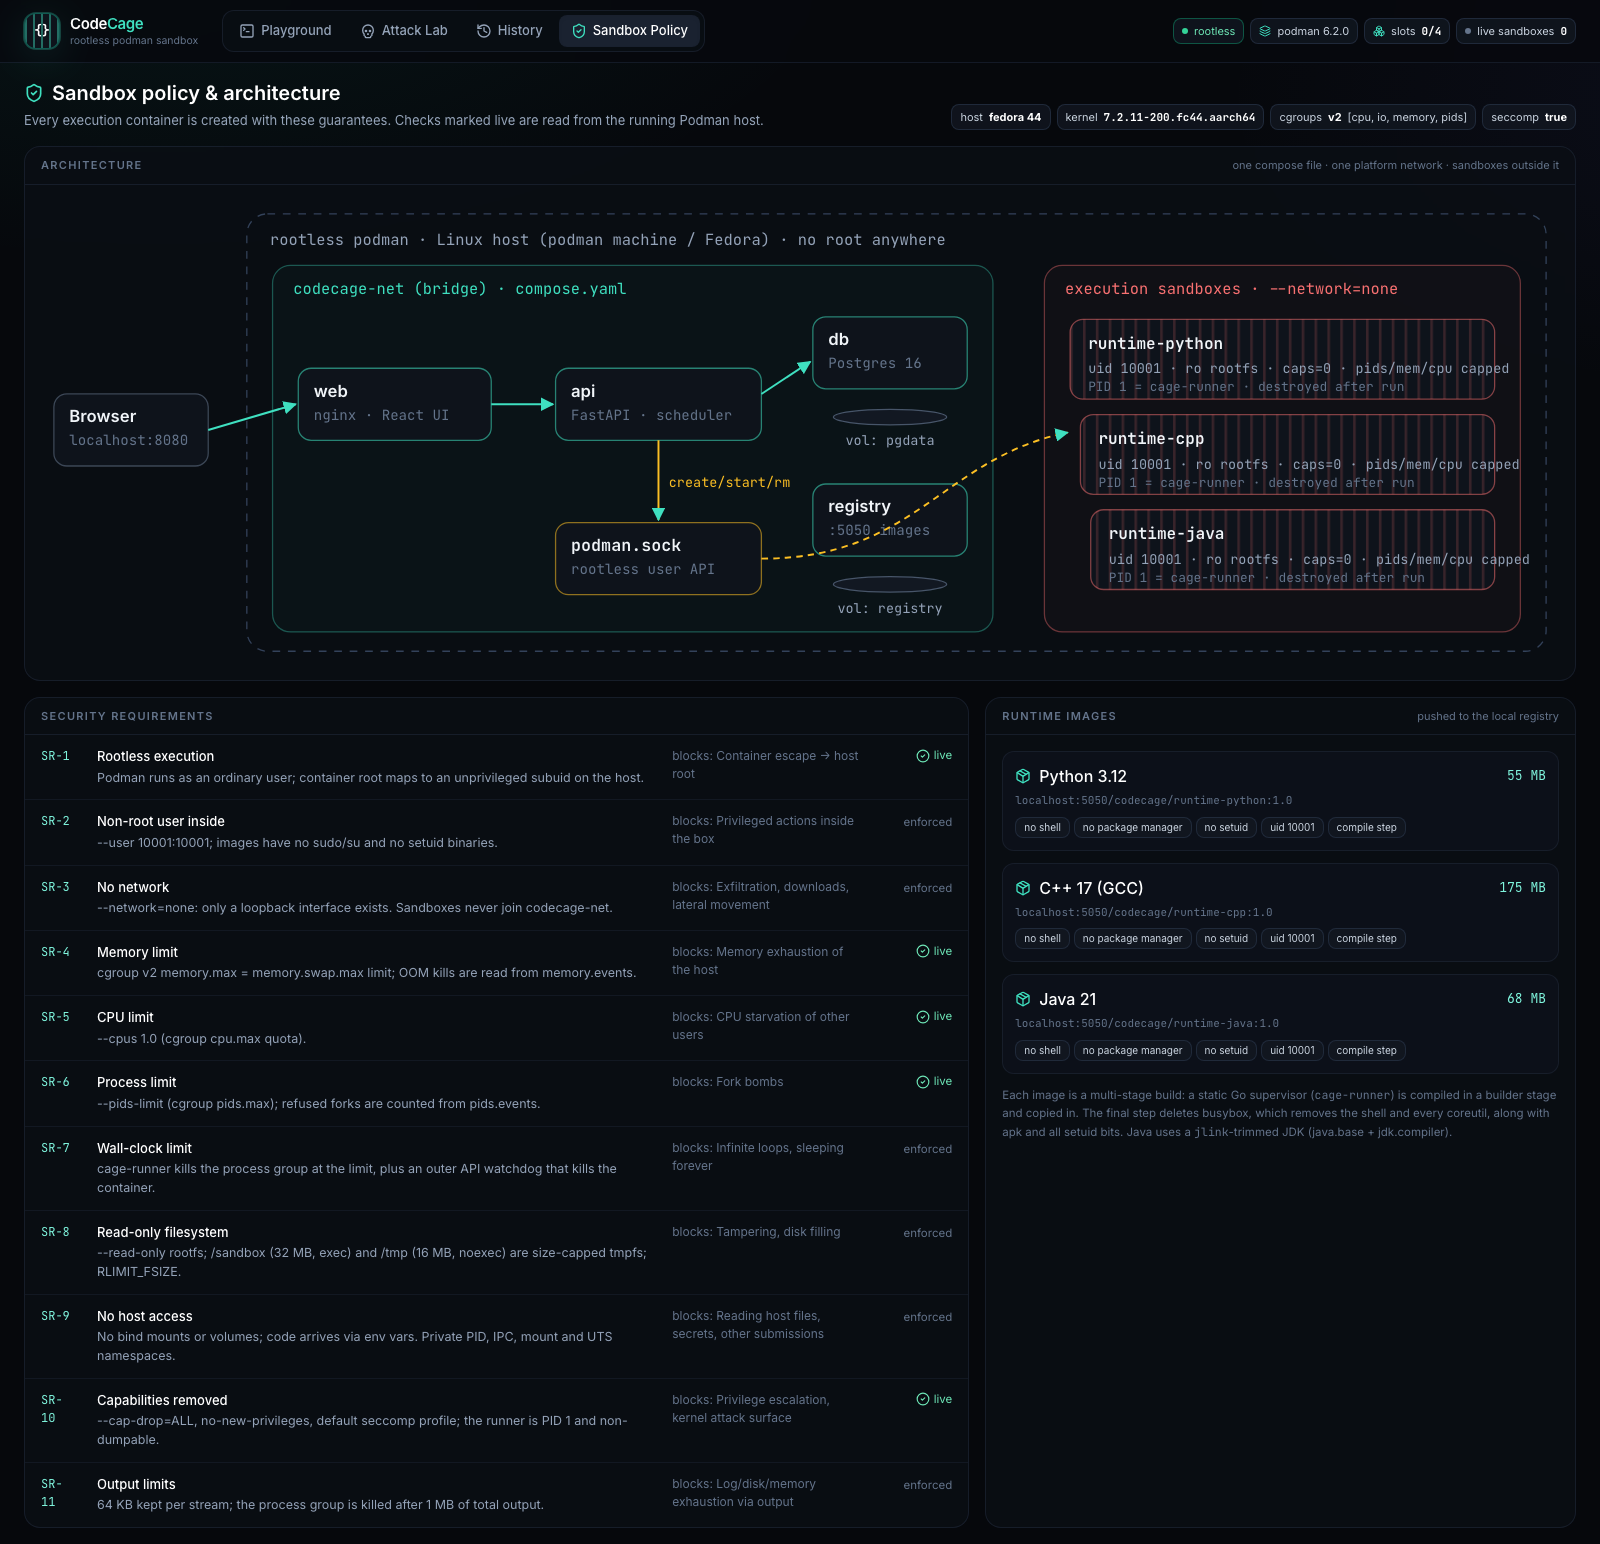 CodeCage
rootless podman sandbox
Playground
Attack Lab
History
Sandbox Policy
rootless
podman 6.2.0
slots 0/4
live sandboxes 0
Sandbox policy & architecture
Every execution container is created with these guarantees. Checks marked live are read from the running Podman host.
host fedora 44
kernel 7.2.11-200.fc44.aarch64
cgroups v2 [cpu, io, memory, pids]
seccomp true
ARCHITECTURE
one compose file · one platform network · sandboxes outside it
rootless podman · Linux host (podman machine / Fedora) · no root anywhere
codecage-net (bridge) · compose.yaml
execution sandboxes · --network=none
Browser
localhost:8080
web
nginx · React UI
api
FastAPI · scheduler
db
Postgres 16
vol: pgdata
create/start/rm
podman.sock
rootless user API
registry
:5050 images
vol: registry
runtime-python
uid 10001 · ro rootfs · caps=0 · pids/mem/cpu capped
PID 1 = cage-runner · destroyed after run
runtime-cpp
uid 10001 · ro rootfs · caps=0 · pids/mem/cpu capped
PID 1 = cage-runner · destroyed after run
runtime-java
uid 10001 · ro rootfs · caps=0 · pids/mem/cpu capped
PID 1 = cage-runner · destroyed after run
SECURITY REQUIREMENTS
SR-1
Rootless execution
Podman runs as an ordinary user; container root maps to an unprivileged subuid on the host.
blocks: Container escape → host
root
live
SR-2
Non-root user inside
--user 10001:10001; images have no sudo/su and no setuid binaries.
blocks: Privileged actions inside
the box
enforced
SR-3
No network
--network=none: only a loopback interface exists. Sandboxes never join codecage-net.
blocks: Exfiltration, downloads,
lateral movement
enforced
SR-4
Memory limit
cgroup v2 memory.max = memory.swap.max limit; OOM kills are read from memory.events.
blocks: Memory exhaustion of
the host
live
SR-5
CPU limit
--cpus 1.0 (cgroup cpu.max quota).
blocks: CPU starvation of other
users
live
SR-6
Process limit
--pids-limit (cgroup pids.max); refused forks are counted from pids.events.
blocks: Fork bombs
live
SR-7
Wall-clock limit
cage-runner kills the process group at the limit, plus an outer API watchdog that kills the
container.
blocks: Infinite loops, sleeping
forever
enforced
SR-8
Read-only filesystem
--read-only rootfs; /sandbox (32 MB, exec) and /tmp (16 MB, noexec) are size-capped tmpfs;
RLIMIT_FSIZE.
blocks: Tampering, disk filling
enforced
SR-9
No host access
No bind mounts or volumes; code arrives via env vars. Private PID, IPC, mount and UTS
namespaces.
blocks: Reading host files,
secrets, other submissions
enforced
SR-
10
Capabilities removed
--cap-drop=ALL, no-new-privileges, default seccomp profile; the runner is PID 1 and non-
dumpable.
blocks: Privilege escalation,
kernel attack surface
live
SR-
11
Output limits
64 KB kept per stream; the process group is killed after 1 MB of total output.
blocks: Log/disk/memory
exhaustion via output
enforced
RUNTIME IMAGES
pushed to the local registry
Python 3.12
55 MB
localhost:5050/codecage/runtime-python:1.0
no shell
no package manager
no setuid
uid 10001
compile step
C++ 17 (GCC)
175 MB
localhost:5050/codecage/runtime-cpp:1.0
no shell
no package manager
no setuid
uid 10001
compile step
Java 21
68 MB
localhost:5050/codecage/runtime-java:1.0
no shell
no package manager
no setuid
uid 10001
compile step
Each image is a multi-stage build: a static Go supervisor (cage-runner) is compiled in a builder stage
and copied in. The final step deletes busybox, which removes the shell and every coreutil, along with
apk and all setuid bits. Java uses a jlink-trimmed JDK (java.base + jdk.compiler).